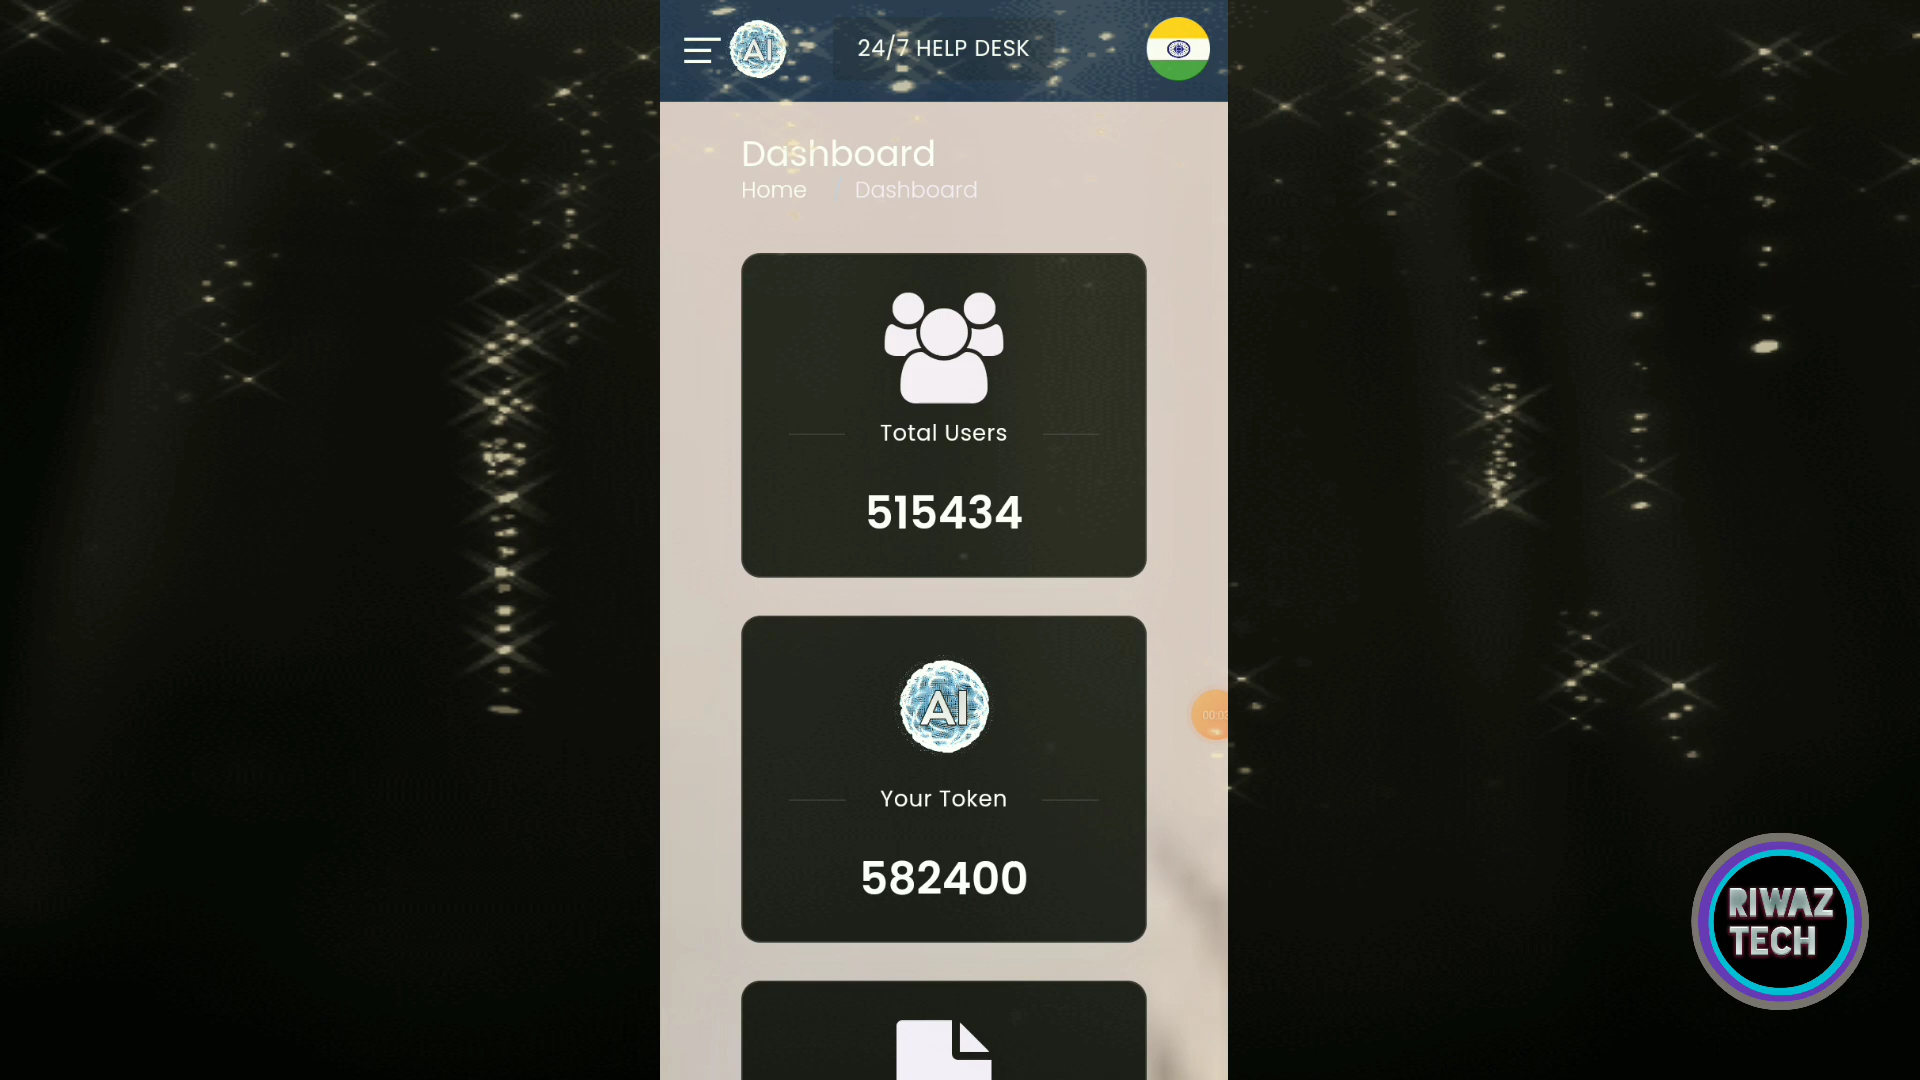 AI
24/7 HELP DESK
Dashboard
Home Dashboard
Total Users
515434
AI
Your Token
582400
RIWAZ
TECH